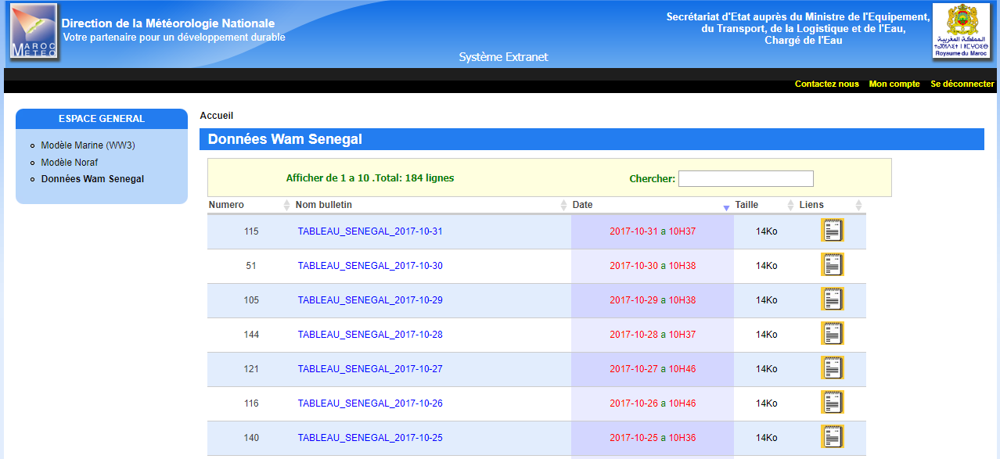 Direction de la Météorologie Nationale
Votre partenaire pour un développement durable
MAROC
METEO
Secrétariat d'Etat auprès du Ministre de l'Equipement,
du Transport, de la Logistique et de l'Eau,
Chargé de l'Eau
المملكة المغربية
ⵜⴰⴳⵍⴷⵉⵜ ⵏ ⵍⵎⵖⵔⵉⴱ
Royaume du Maroc
Système Extranet
Contactez nous Mon compte Se déconnecter
ESPACE GENERAL
Modèle Marine (WW3)
Modèle Noraf
Données Wam Senegal
Accueil
Données Wam Senegal
Afficher de 1 a 10 .Total: 184 lignes Chercher:
Numero Nom bulletin Date Taille Liens
115 TABLEAU_SENEGAL_2017-10-31 2017-10-31 a 10H37 14Ko
51 TABLEAU_SENEGAL_2017-10-30 2017-10-30 a 10H38 14Ko
105 TABLEAU_SENEGAL_2017-10-29 2017-10-29 a 10H38 14Ko
144 TABLEAU_SENEGAL_2017-10-28 2017-10-28 a 10H37 14Ko
121 TABLEAU_SENEGAL_2017-10-27 2017-10-27 a 10H46 14Ko
116 TABLEAU_SENEGAL_2017-10-26 2017-10-26 a 10H46 14Ko
140 TABLEAU_SENEGAL_2017-10-25 2017-10-25 a 10H36 14Ko